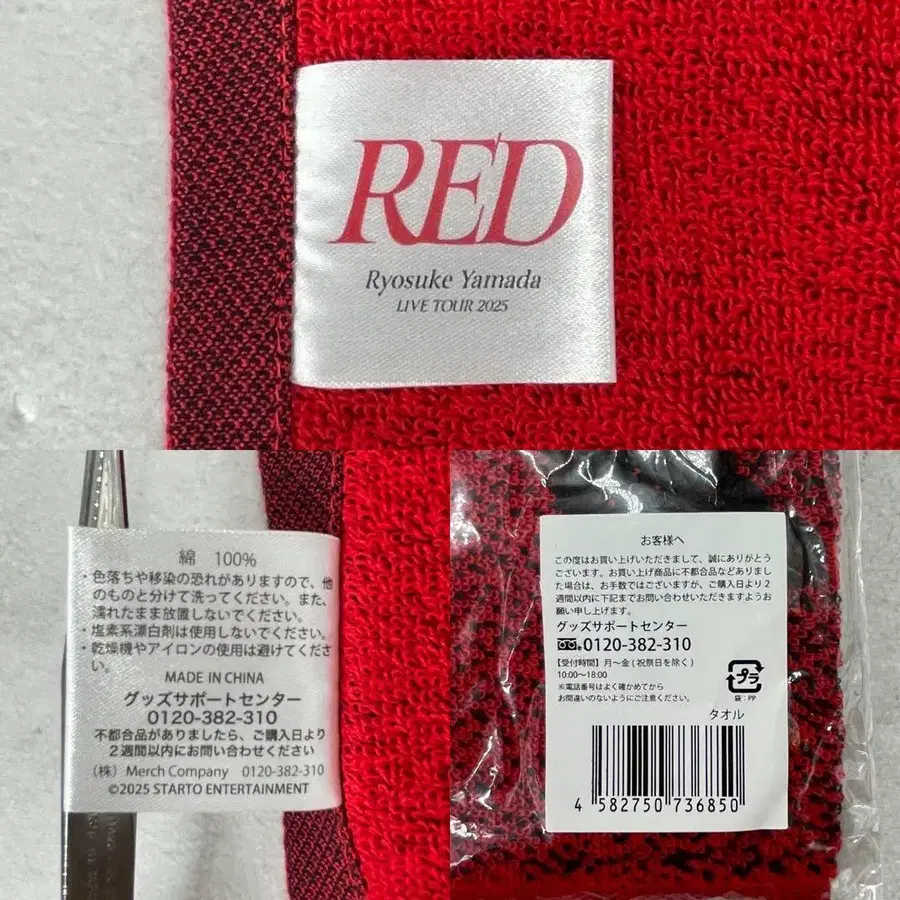 RED
Ryosuke Yamada
LIVE TOUR 2025
綿 100%
・色落ちや移染の恐れがありますので、他
のものと分けて洗ってください。また、
濡れたまま放置しないでください。
・塩素系漂白剤は使用しないでください。
・乾燥機やアイロンの使用は避けてくださ
い。
MADE IN CHINA
グッズサポートセンター
0120-382-310
不都合品がありましたら、ご購入日より
２週間以内にお問い合わせください
（株）Merch Company 0120-382-310
©2025 STARTO ENTERTAINMENT
お客様へ
この度はお買い上げいただきまして、誠にありがとう
ございます。お買い上げ商品に不都合品などありまし
た場合は、お手数ではございますが、ご購入日より２
週間以内に下記までお問い合わせいただきますようお
願い申し上げます。
グッズサポートセンター
0120-382-310
【受付時間】月～金（祝祭日を除く）
10:00～18:00
※電話番号はよく確かめてから
お間違いのないようにご注意ください。
プラ
袋：PP
タオル
4 582750 736850